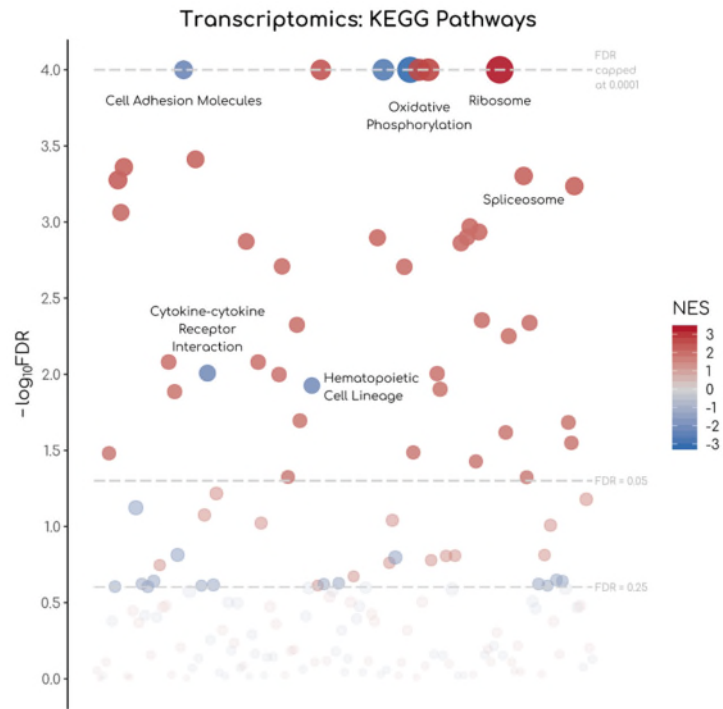 Transcriptomics: KEGG Pathways
FDR
capped
at 0.0001
4.0
Cell Adhesion Molecules
Oxidative
Phosphorylation
Ribosome
3.5
Spliceosome
3.0
2.5
Cytokine-cytokine
Receptor
Interaction
2.0
Hematopoietic
Cell Lineage
1.5
FDR = 0.05
1.0
FDR = 0.25
0.5
0.0
−log₁₀FDR
NES
3
2
1
0
-1
-2
-3